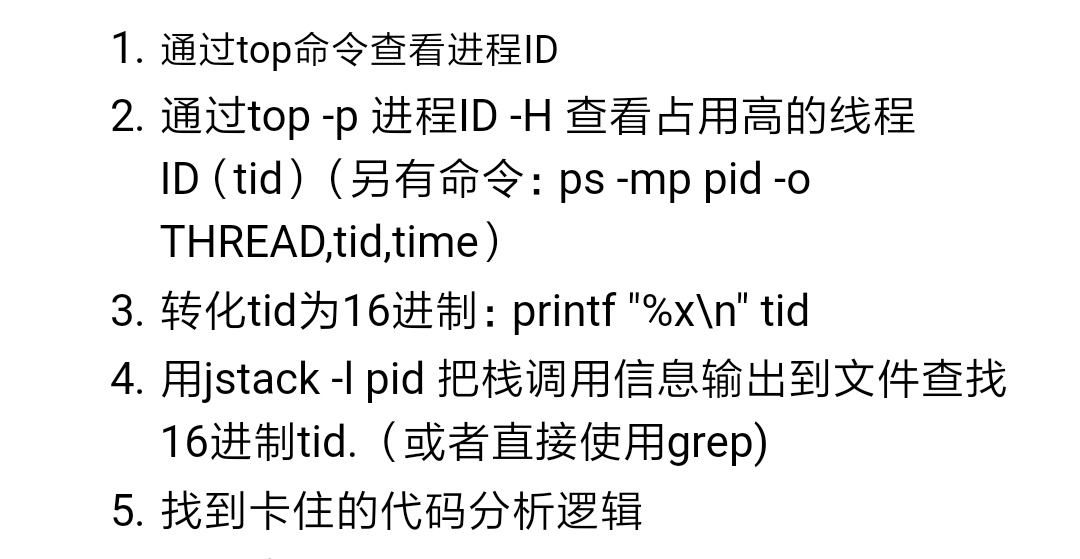 1. 通过top命令查看进程ID
2. 通过top -p 进程ID -H 查看占用高的线程
ID（tid）（另有命令：ps -mp pid -o
THREAD,tid,time）
3. 转化tid为16进制：printf "%x\n" tid
4. 用jstack -l pid 把栈调用信息输出到文件查找
16进制tid.（或者直接使用grep)
5. 找到卡住的代码分析逻辑